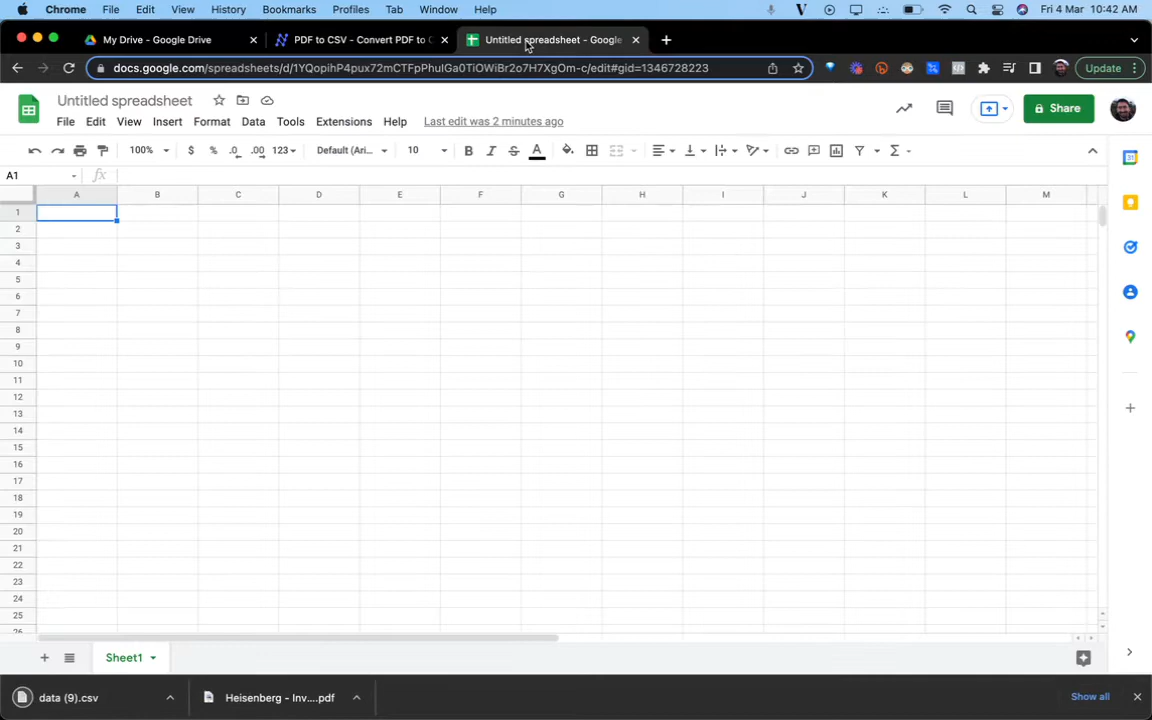 Chrome File Edit View History Bookmarks Profiles Tab Window Help Fri 4 Mar 10:42 AM
My Drive - Google Drive PDF to CSV - Convert PDF to C Untitled spreadsheet - Google
docs.google.com/spreadsheets/d/1YQopihP4pux72mCTFpPhulGa0TiOWiBr2o7H7XgOm-c/edit#gid=1346728223 Update
Untitled spreadsheet
Share
File Edit View Insert Format Data Tools Extensions Help Last edit was 2 minutes ago
100% $ % .0 .00 123 Default (Ari... 10 B I S A Σ
A1 fx
A B C D E F G H I J K L M
1
2
3
4
5
6
7
8
9
10
11
12
13
14
15
16
17
18
19
20
21
22
23
24
25
26
Sheet1
data (9).csv Heisenberg - Inv....pdf Show all